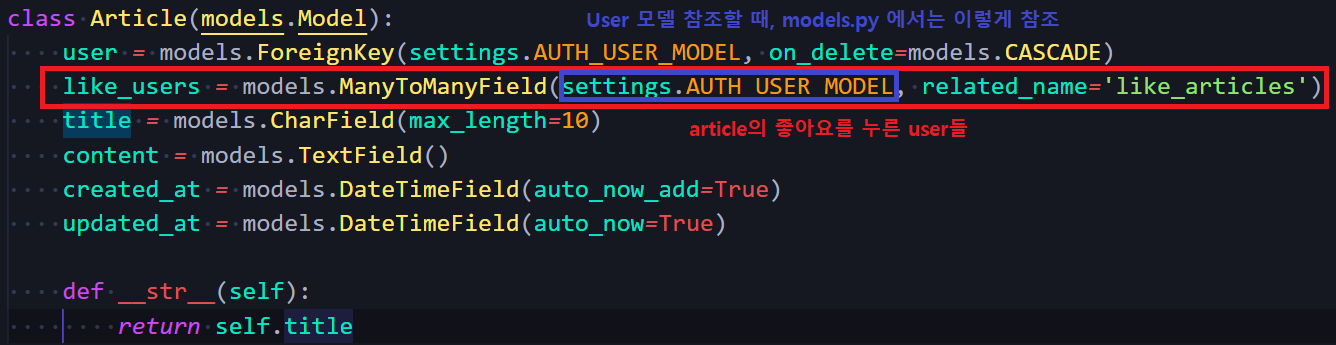 class Article(models.Model):
User 모델 참조할 때, models.py 에서는 이렇게 참조
user = models.ForeignKey(settings.AUTH_USER_MODEL, on_delete=models.CASCADE)
like_users = models.ManyToManyField(settings.AUTH_USER_MODEL, related_name='like_articles')
title = models.CharField(max_length=10)
article의 좋아요를 누른 user들
content = models.TextField()
created_at = models.DateTimeField(auto_now_add=True)
updated_at = models.DateTimeField(auto_now=True)
def __str__(self):
return self.title